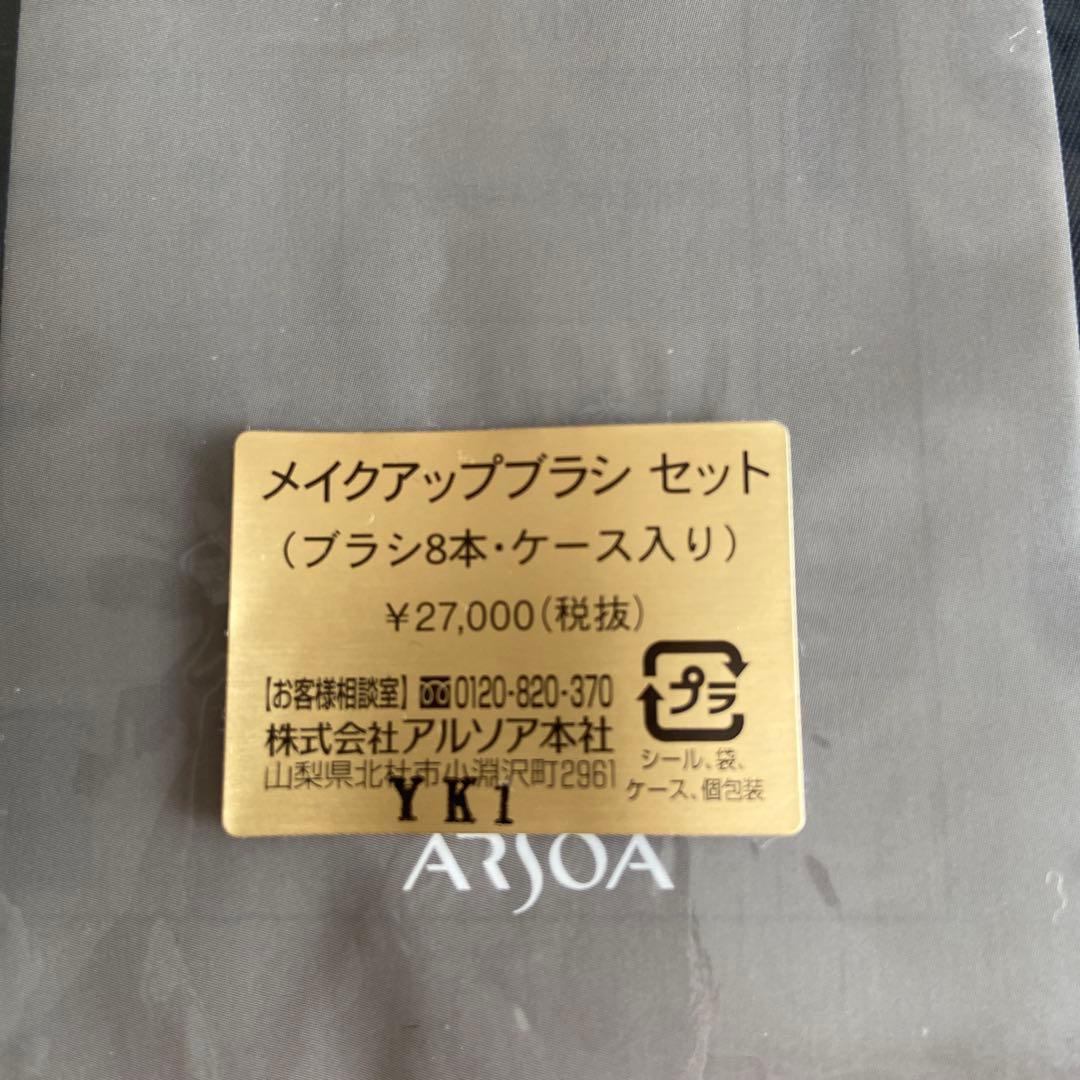 メイクアップブラシ セット
(ブラシ8本・ケース入り)
¥27,000(税抜)
【お客様相談室】 0120-820-370
株式会社アルソア本社
山梨県北杜市小淵沢町2961
YK1
プラ
シール、袋、
ケース、個包装
ARSOA